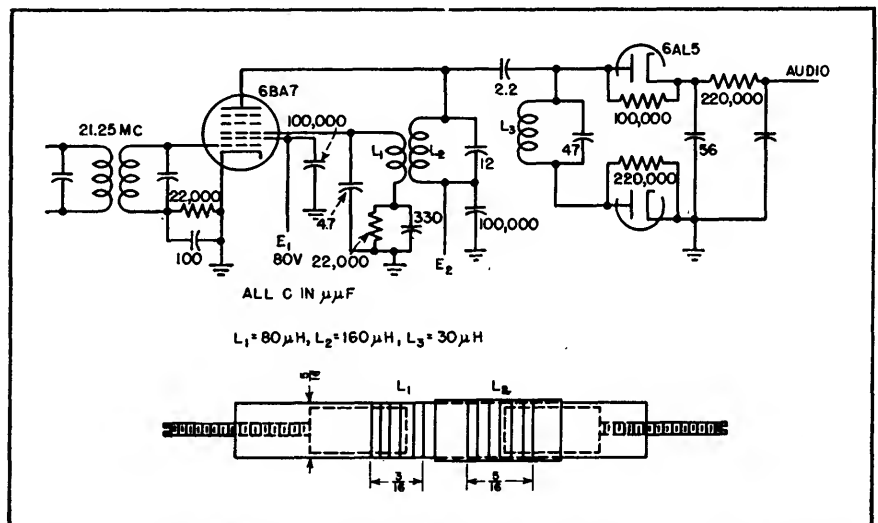 6AL5
AUDIO
6BA7
2.2
220,000
100,000
100,000
21.25 MC
L₁
L₂
12
L₃
47
56
220,000
22,000
4.7
330
100,000
100
E₁
80V
22,000
E₂
ALL C IN µµF
L₁=80µH, L₂=160µH, L₃=30µH
L₁
L₂
3/16
5/16